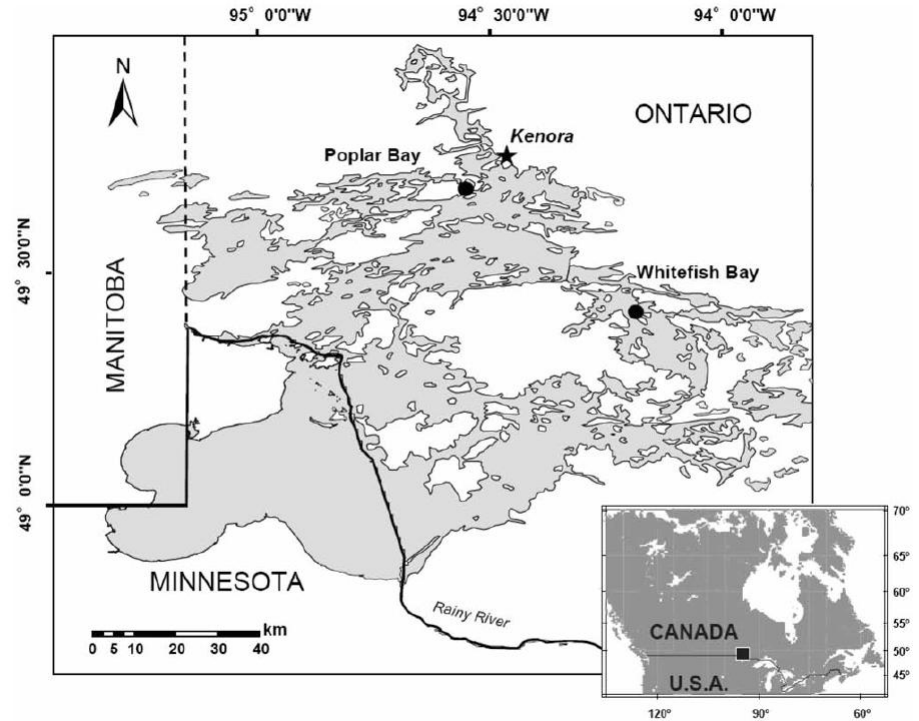 95° 0'0"W
94° 30'0"W
94° 0'0"W
N
ONTARIO
Kenora
Poplar Bay
49° 30'0"N
Whitefish Bay
MANITOBA
49° 0'0"N
MINNESOTA
Rainy River
km
0 5 10 20 30 40
70°
65°
60°
55°
50°
45°
CANADA
U.S.A.
120° 90° 60°